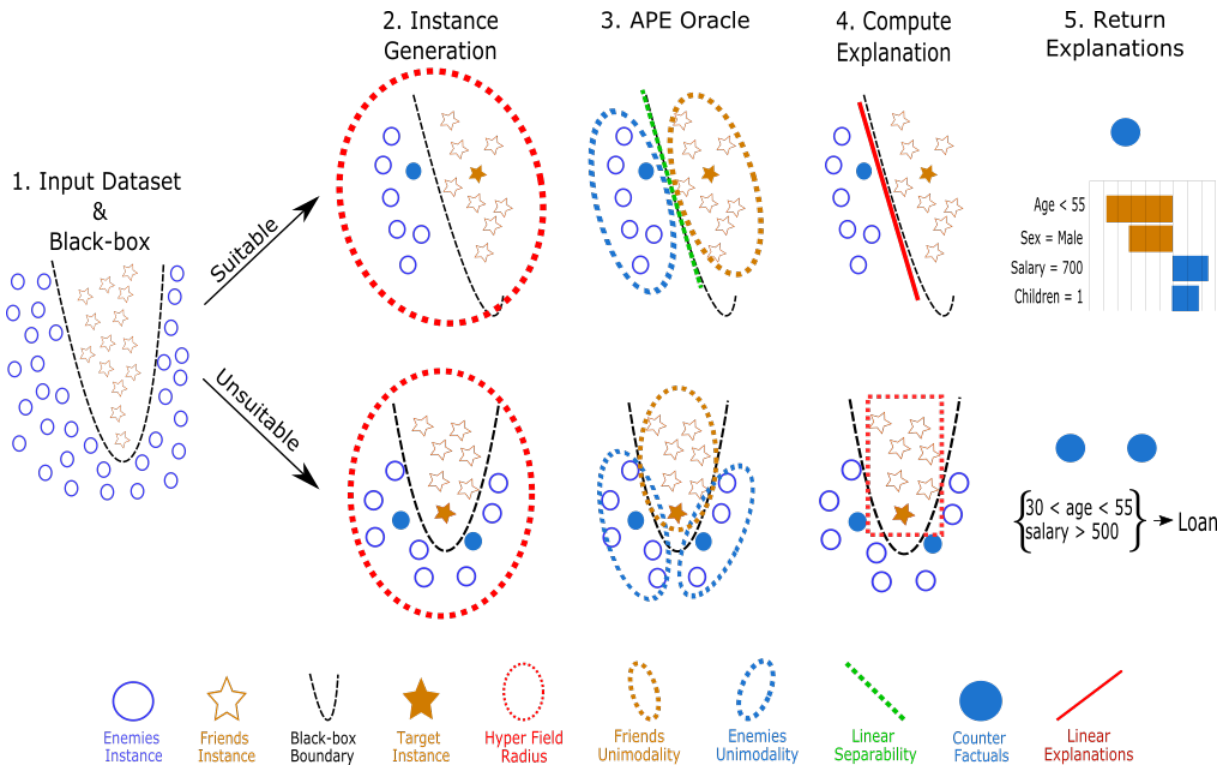 1. Input Dataset
&
Black-box
2. Instance
Generation
3. APE Oracle
4. Compute
Explanation
5. Return
Explanations
Suitable
Unsuitable
Age < 55
Sex = Male
Salary = 700
Children = 1
30 < age < 55
salary > 500
Loan
Enemies
Instance
Friends
Instance
Black-box
Boundary
Target
Instance
Hyper Field
Radius
Friends
Unimodality
Enemies
Unimodality
Linear
Separability
Counter
Factuals
Linear
Explanations